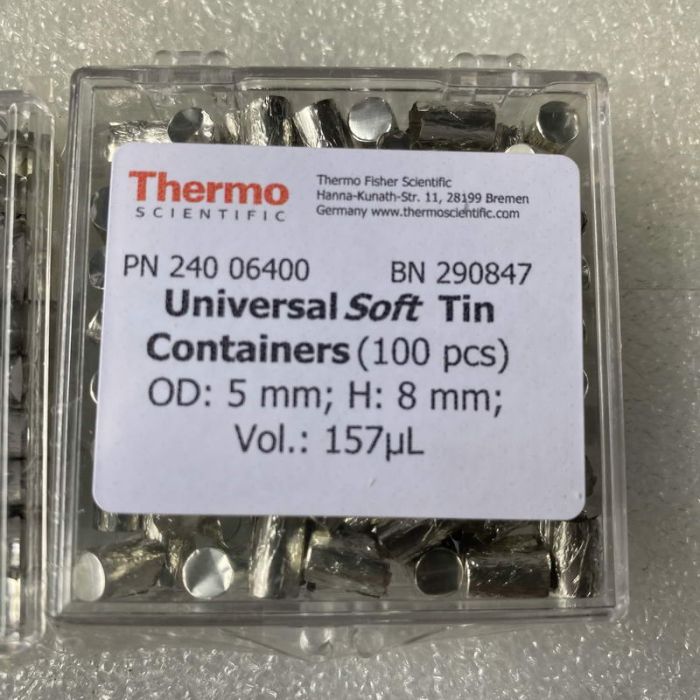 Thermo
SCIENTIFIC
Thermo Fisher Scientific
Hanna-Kunath-Str. 11, 28199 Bremen
Germany www.thermoscientific.com
PN 240 06400 BN 290847
Universal Soft Tin
Containers (100 pcs)
OD: 5 mm; H: 8 mm;
Vol.: 157µL